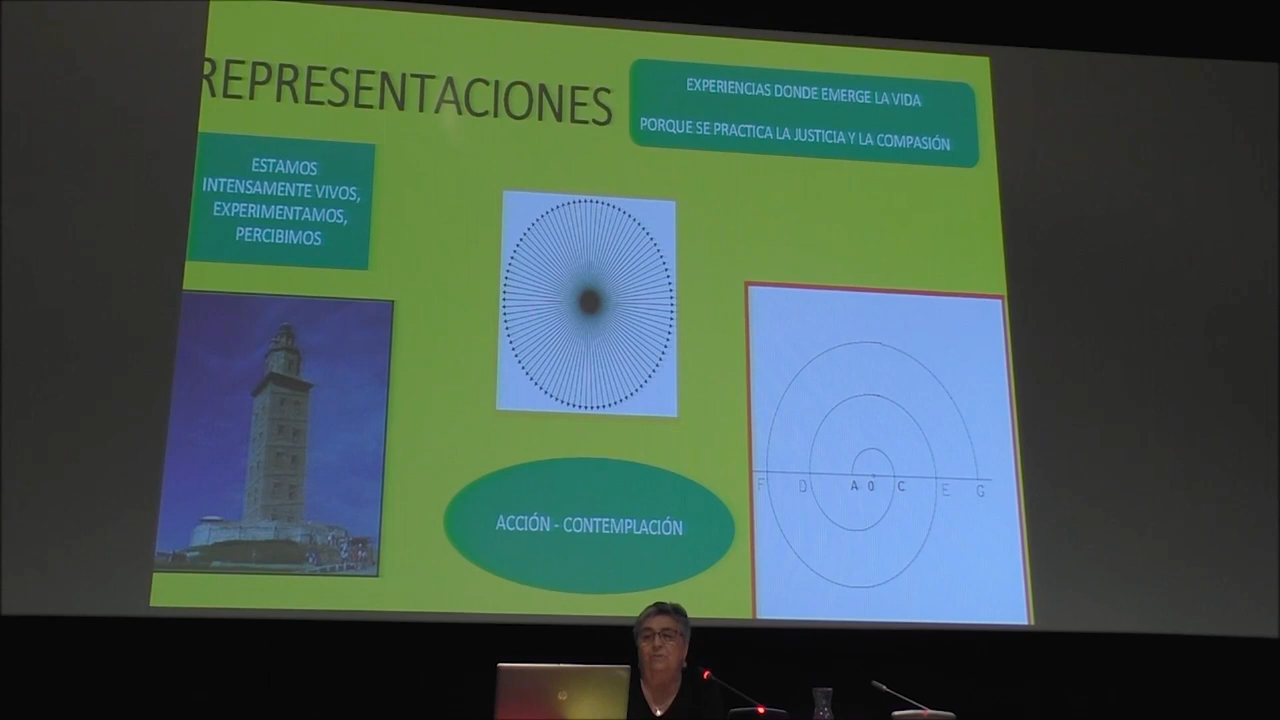 REPRESENTACIONES
EXPERIENCIAS DONDE EMERGE LA VIDA
PORQUE SE PRACTICA LA JUSTICIA Y LA COMPASIÓN
ESTAMOS
INTENSAMENTE VIVOS,
EXPERIMENTAMOS,
PERCIBIMOS
ACCIÓN - CONTEMPLACIÓN
F D A O C E G
hp